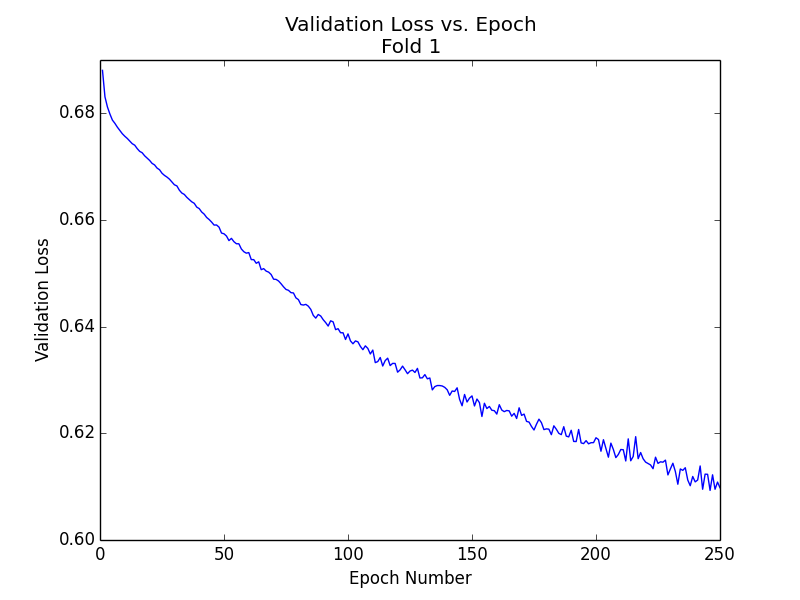 Validation Loss vs. Epoch
Fold 1
Validation Loss
0.68
0.66
0.64
0.62
0.60
0 50 100 150 200 250
Epoch Number